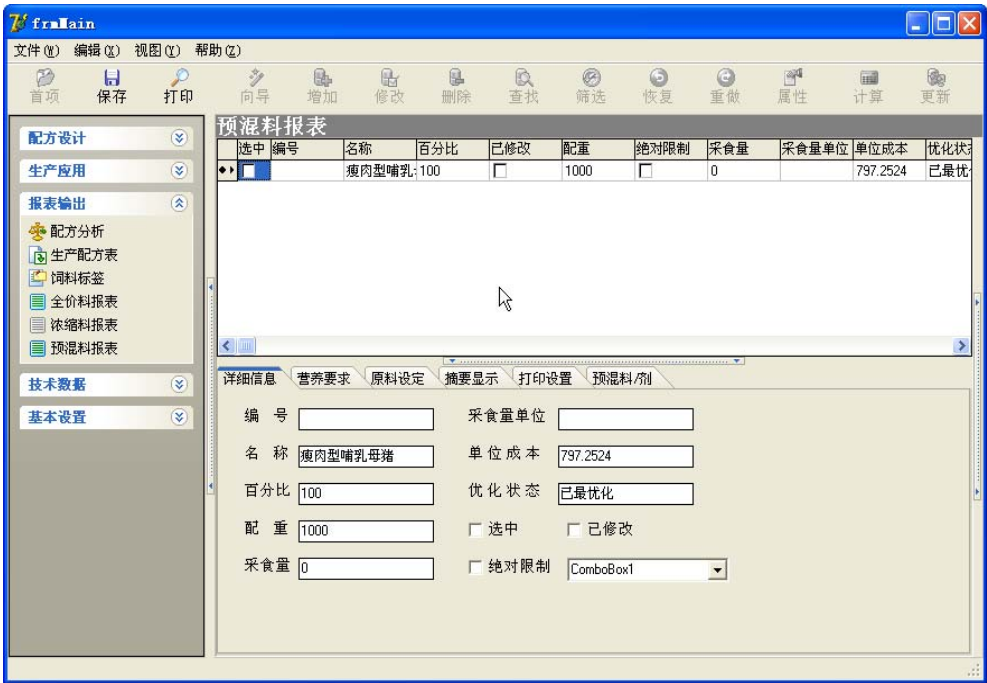 frmMain
文件(W) 编辑(X) 视图(Y) 帮助(Z)
首项 保存 打印 向导 增加 修改 删除 查找 筛选 恢复 重做 属性 计算 更新
配方设计
生产应用
报表输出
配方分析
生产配方表
饲料标签
全价料报表
浓缩料报表
预混料报表
技术数据
基本设置
预混料报表
选中 编号 名称 百分比 已修改 配重 绝对限制 采食量 采食量单位 单位成本 优化状态
瘦肉型哺乳 100 1000 0 797.2524 已最优
详细信息 营养要求 原料设定 摘要显示 打印设置 预混料/剂
编 号 采食量单位
名 称 瘦肉型哺乳母猪 单位成本 797.2524
百分比 100 优化状态 已最优化
配 重 1000 选中 已修改
采食量 0 绝对限制 ComboBox1